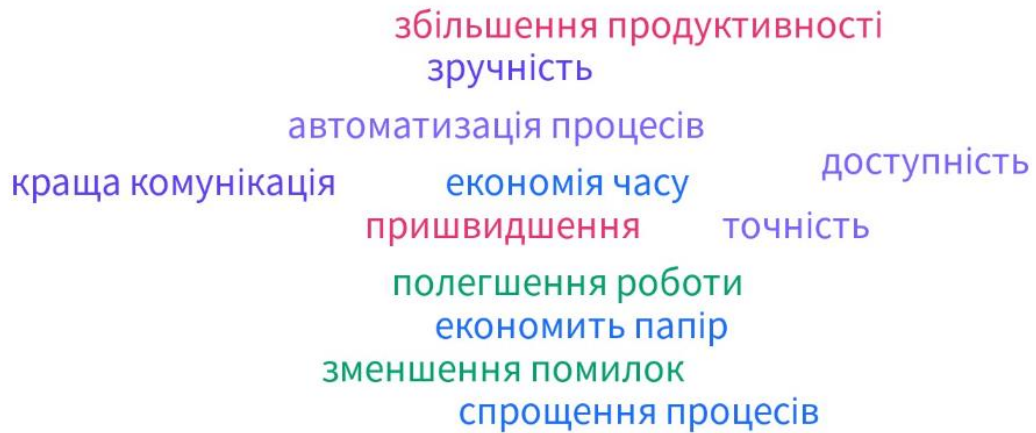 збільшення продуктивності
зручність
автоматизація процесів
доступність
краща комунікація
економія часу
пришвидшення
точність
полегшення роботи
економить папір
зменшення помилок
спрощення процесів